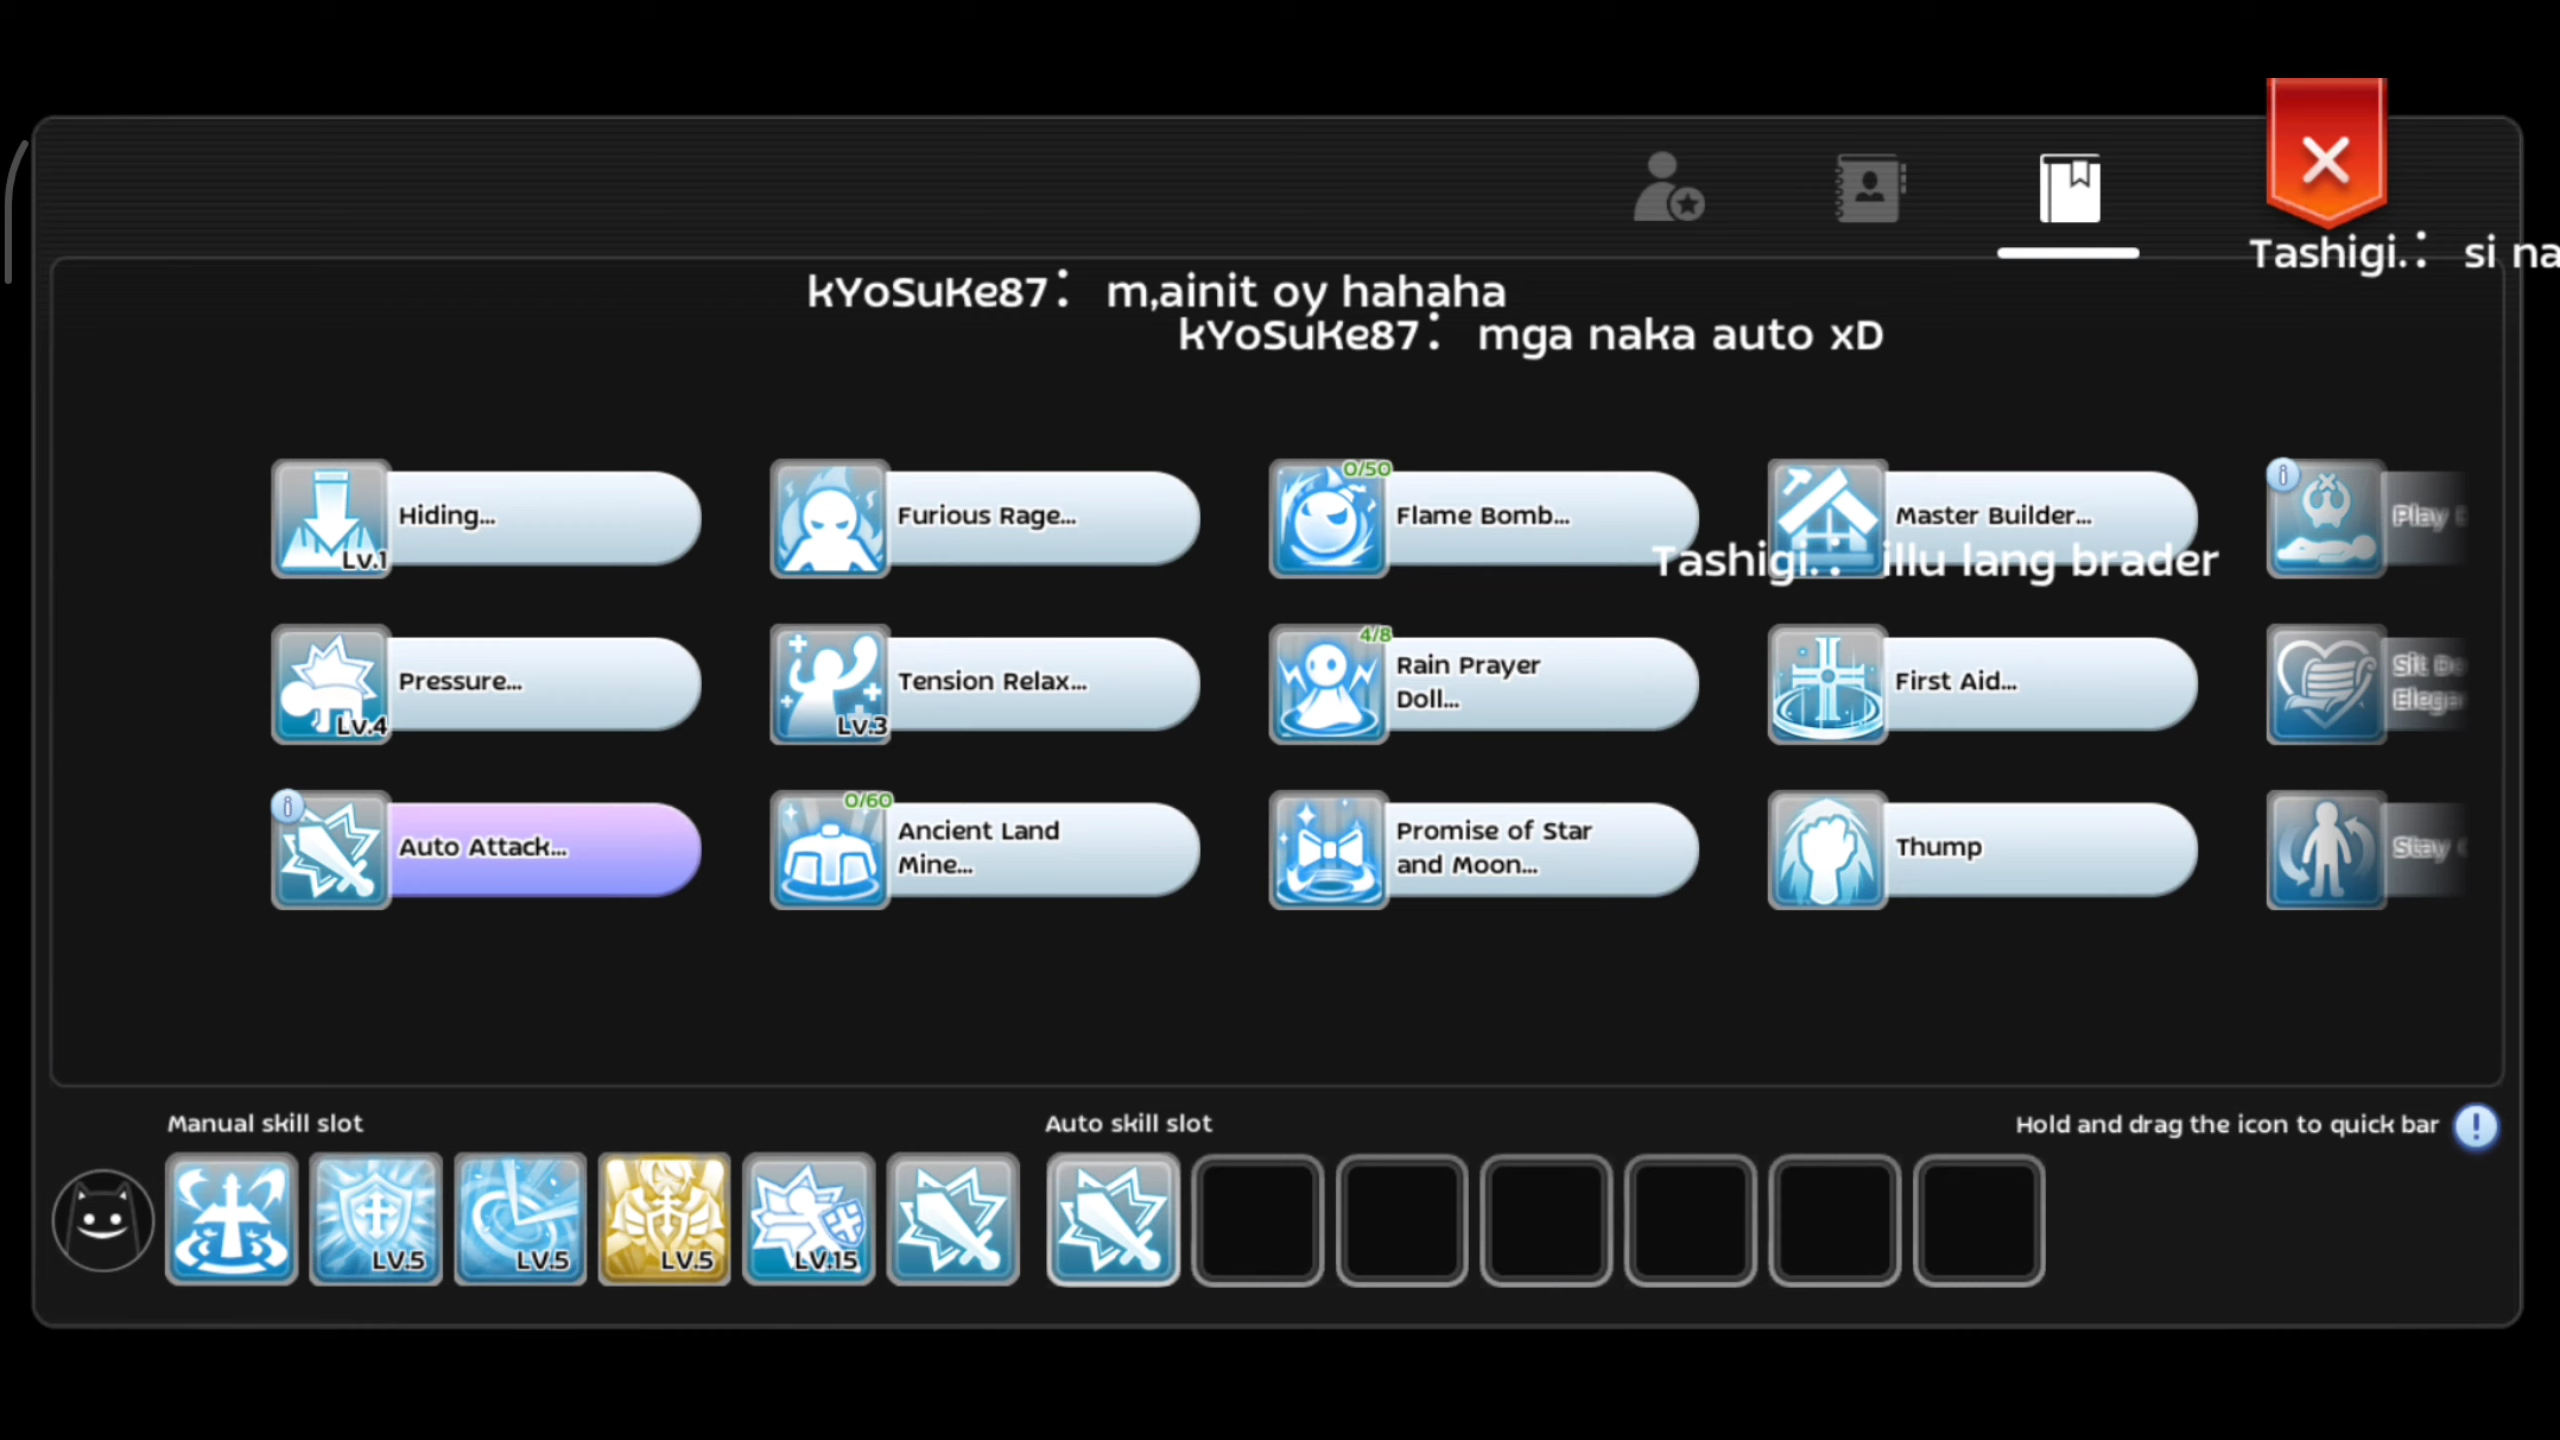 Tashigi.: si na
kYoSuKe87: m,ainit oy hahaha
kYoSuKe87: mga naka auto xD
Hiding...
Lv.1
Furious Rage...
0/50
Flame Bomb...
Master Builder...
Play
Tashigi.: illu lang brader
Pressure...
Lv.4
Tension Relax...
Lv.3
4/8
Rain Prayer
Doll...
First Aid...
Sit
Auto Attack...
0/60
Ancient Land
Mine...
Promise of Star
and Moon...
Thump
Stay
Manual skill slot
Auto skill slot
Hold and drag the icon to quick bar
LV.5
LV.5
LV.5
LV.15